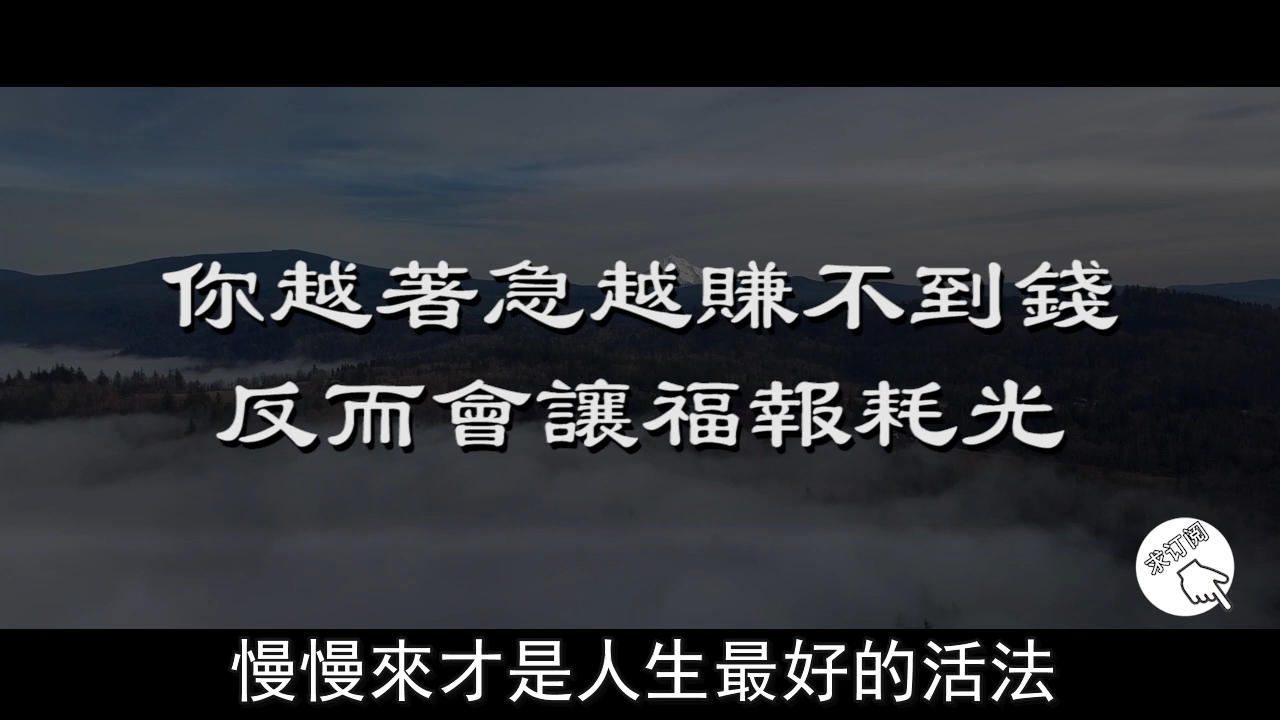 你越著急越賺不到錢
反而會讓福報耗光
求订阅
慢慢來才是人生最好的活法